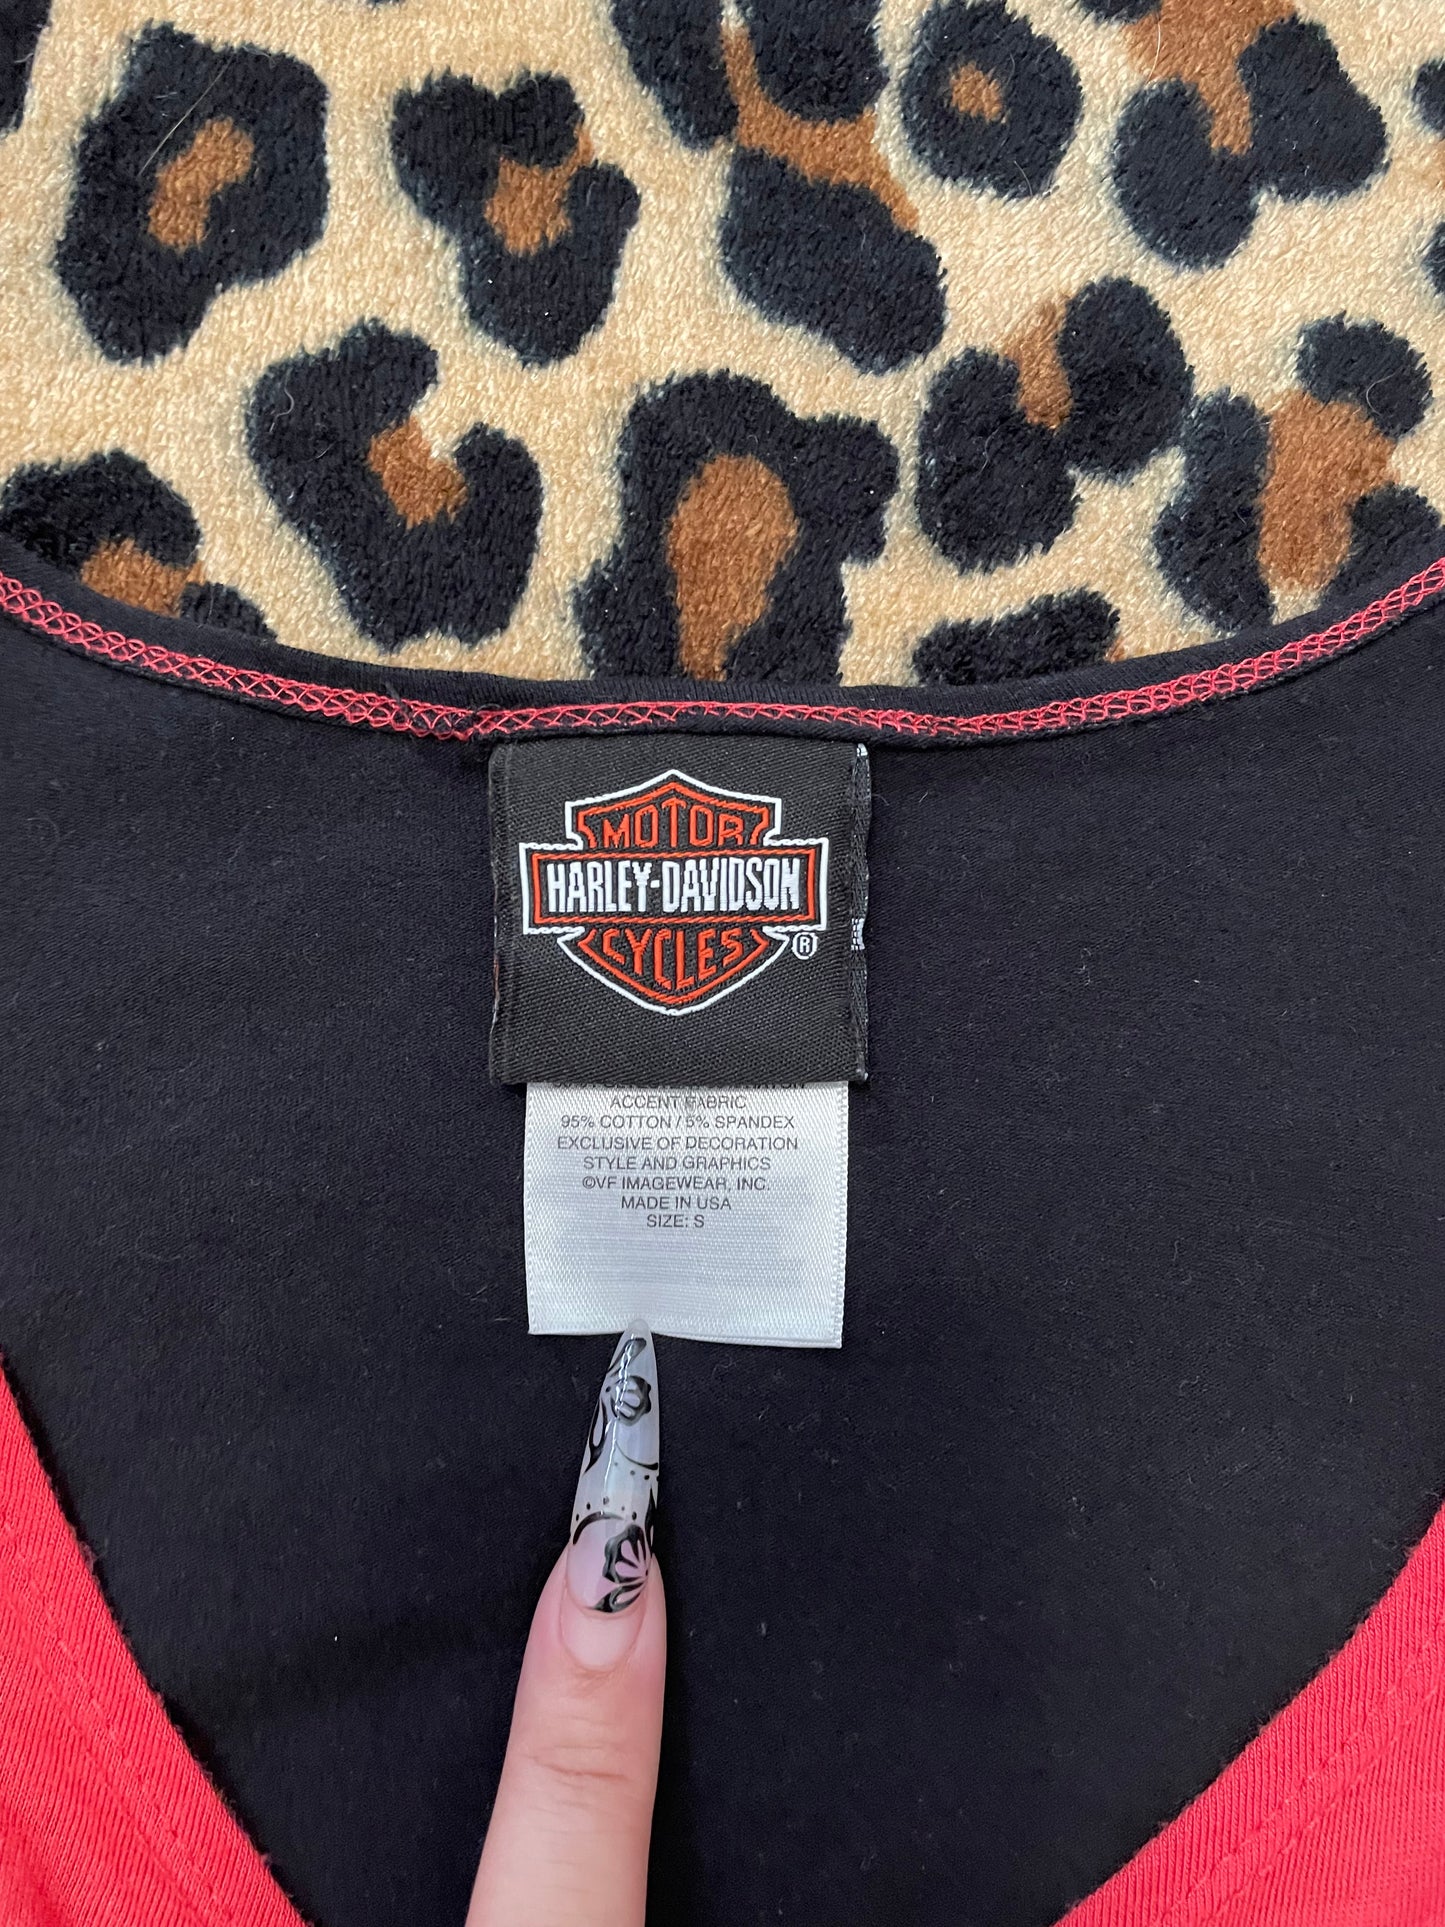 MOTOR
HARLEY-DAVIDSON
CYCLES
®
ACCENT FABRIC
95% COTTON / 5% SPANDEX
EXCLUSIVE OF DECORATION
STYLE AND GRAPHICS
©VF IMAGEWEAR, INC.
MADE IN USA
SIZE: S